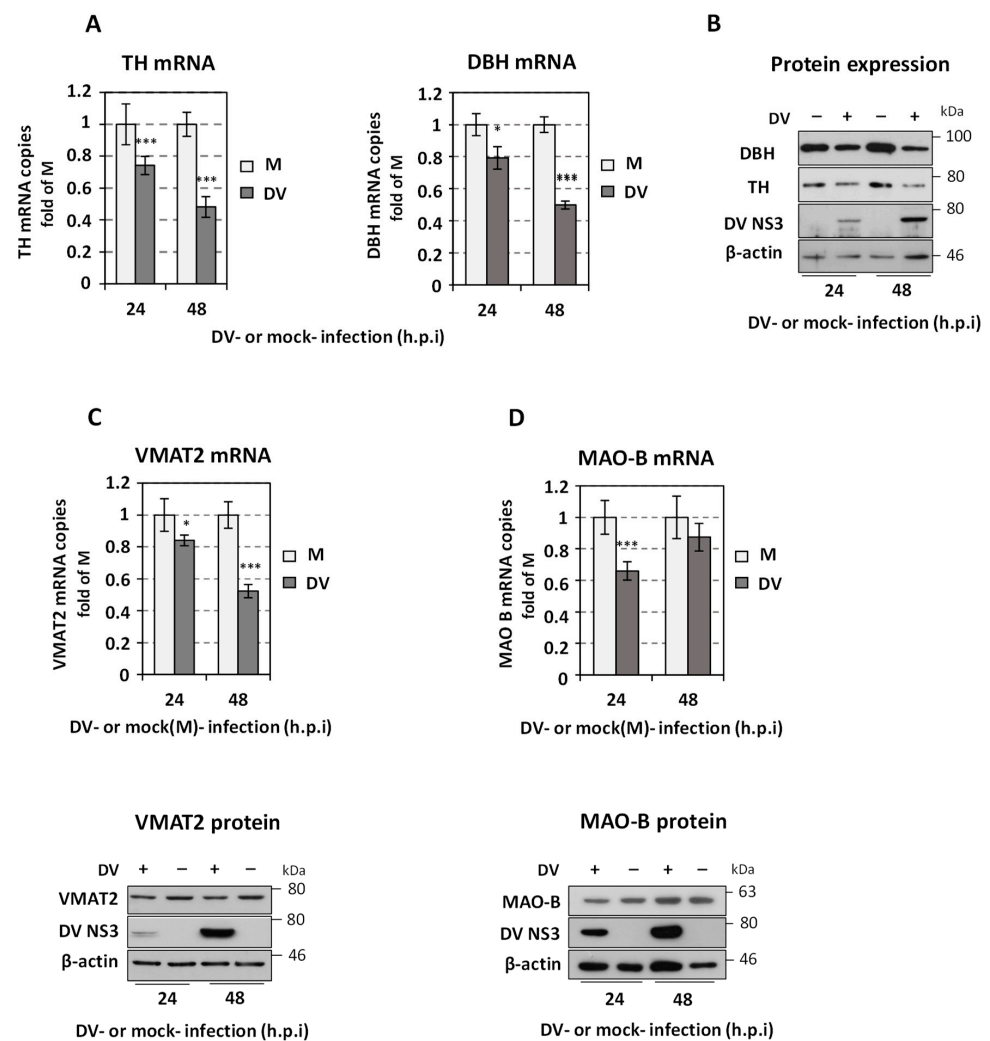 A
TH mRNA
TH mRNA copies
fold of M
1.2
1
0.8
0.6
0.4
0.2
0
***
***
M
DV
24
48
DBH mRNA
DBH mRNA copies
fold of M
1.2
1
0.8
0.6
0.4
0.2
0
*
***
M
DV
24
48
DV- or mock- infection (h.p.i)
B
Protein expression
DV – + – + kDa
DBH 100
TH 80
DV NS3 80
β-actin 46
24 48
DV- or mock- infection (h.p.i)
C
VMAT2 mRNA
VMAT2 mRNA copies
fold of M
1.2
1
0.8
0.6
0.4
0.2
0
*
***
M
DV
24
48
DV- or mock(M)- infection (h.p.i)
D
MAO-B mRNA
MAO B mRNA copies
fold of M
1.2
1
0.8
0.6
0.4
0.2
0
***
M
DV
24
48
DV- or mock(M)- infection (h.p.i)
VMAT2 protein
DV + – + – kDa
VMAT2 80
DV NS3 80
β-actin 46
24 48
DV- or mock- infection (h.p.i)
MAO-B protein
DV + – + – kDa
MAO-B 63
DV NS3 80
β-actin 46
24 48
DV- or mock- infection (h.p.i)